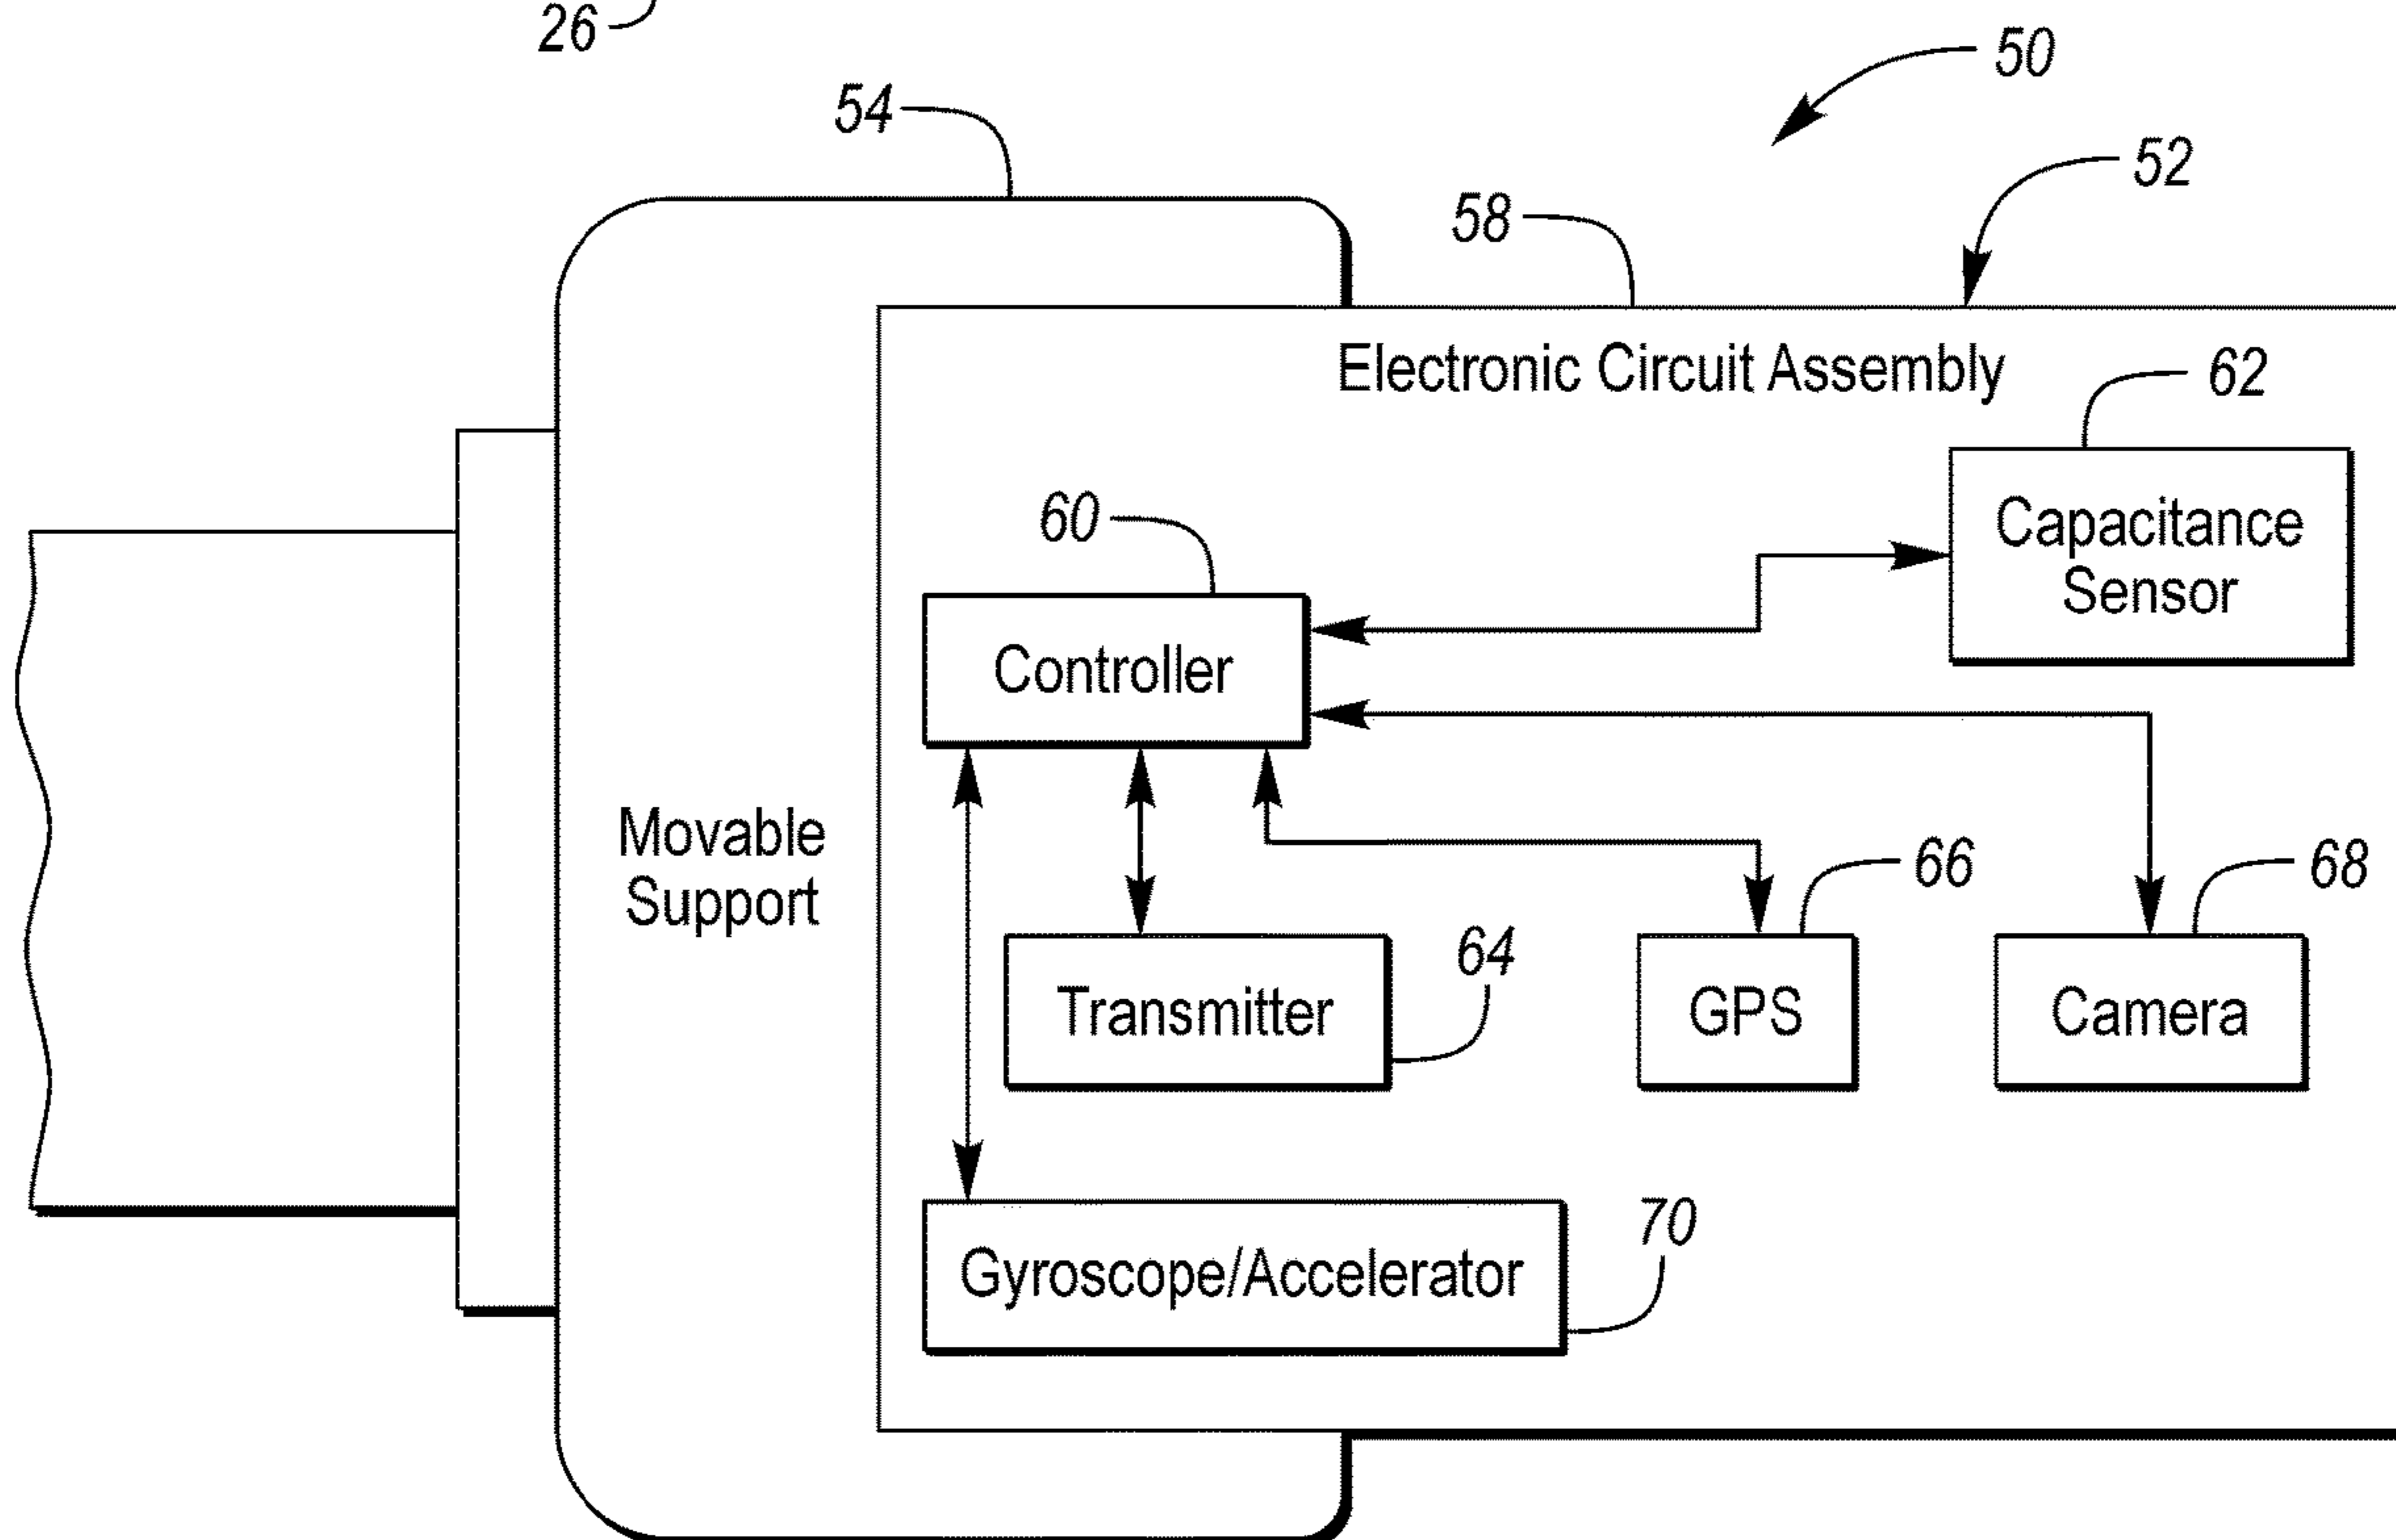 26
50
54
52
58
Electronic Circuit Assembly
62
60
Capacitance
Sensor
Controller
Movable
Support
66
68
64
Transmitter
GPS
Camera
70
Gyroscope/Accelerator